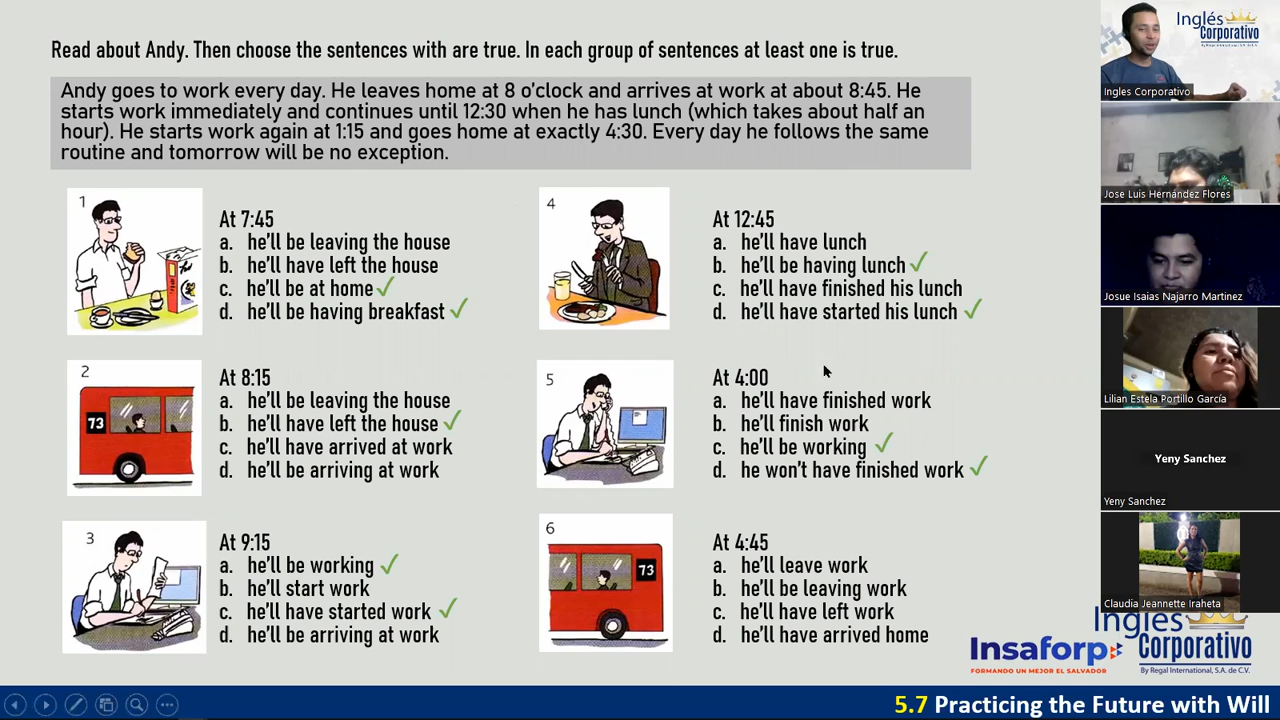 Read about Andy. Then choose the sentences with are true. In each group of sentences at least one is true.
Andy goes to work every day. He leaves home at 8 o'clock and arrives at work at about 8:45. He
starts work immediately and continues until 12:30 when he has lunch (which takes about half an
hour). He starts work again at 1:15 and goes home at exactly 4:30. Every day he follows the same
routine and tomorrow will be no exception.
1
At 7:45
a. he'll be leaving the house
b. he'll have left the house
c. he'll be at home ✓
d. he'll be having breakfast ✓
2
73
At 8:15
a. he'll be leaving the house
b. he'll have left the house ✓
c. he'll have arrived at work
d. he'll be arriving at work
3
At 9:15
a. he'll be working ✓
b. he'll start work
c. he'll have started work ✓
d. he'll be arriving at work
4
At 12:45
a. he'll have lunch
b. he'll be having lunch ✓
c. he'll have finished his lunch
d. he'll have started his lunch ✓
5
At 4:00
a. he'll have finished work
b. he'll finish work
c. he'll be working ✓
d. he won't have finished work ✓
6
73
At 4:45
a. he'll leave work
b. he'll be leaving work
c. he'll have left work
d. he'll have arrived home
Inglés
Corporativo
By Regal International, S.A. de C.V.
Ingles Corporativo
Jose Luis Hernández Flores
Josue Isaias Najarro Martinez
Lilian Estela Portillo García
Yeny Sanchez
Yeny Sanchez
Claudia Jeannette Iraheta
Insaforp
FORMANDO UN MEJOR EL SALVADOR
Inglés
Corporativo
By Regal International, S.A. de C.V.
5.7 Practicing the Future with Will